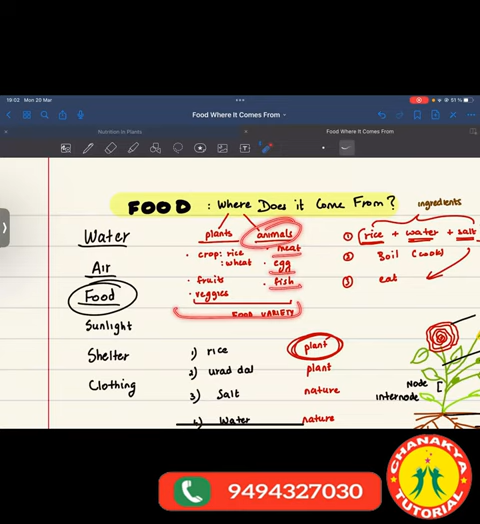 19:02 Mon 20 Mar
51%
Food Where It Comes From
Nutrition in Plants
Food Where It Comes From
FOOD : Where Does it Come From?
ingredients
Water
Air
Food
Sunlight
Shelter
Clothing
plants animals
• crop: rice • meat
: wheat • egg
• fruits • fish
• veggies
FOOD VARIETY
① rice + water + salt
② Boil (cook)
③ eat
1) rice plant
2) urad dal plant
3) Salt nature
4) Water nature
Node
internode
9494327030
CHANAKYA
TUTORIAL